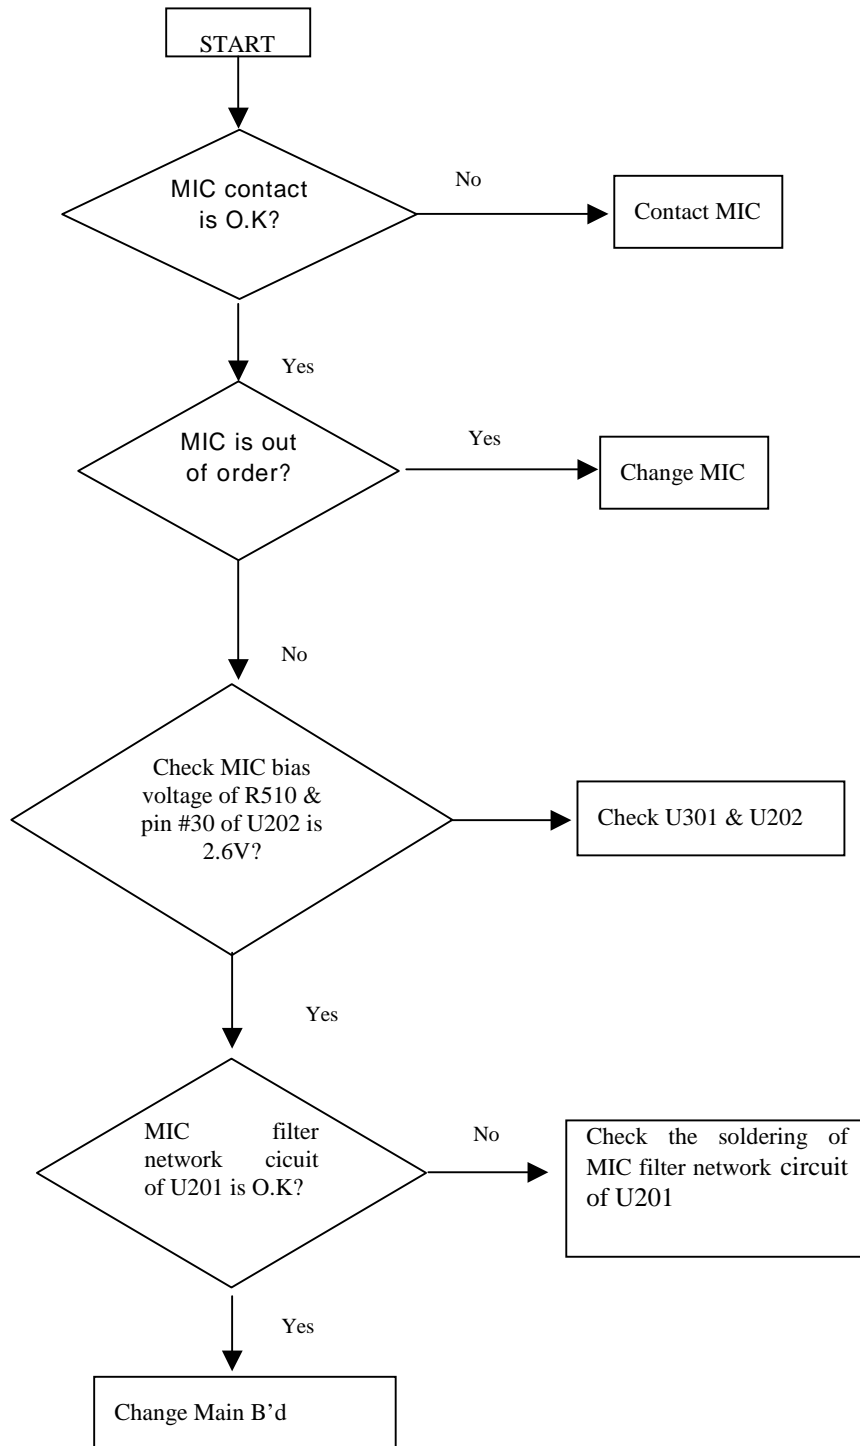 START
MIC contact
is O.K?
No
Contact MIC
Yes
MIC is out
of order?
Yes
Change MIC
No
Check MIC bias
voltage of R510 &
pin #30 of U202 is
2.6V?
Check U301 & U202
Yes
MIC filter
network cicuit
of U201 is O.K?
No
Check the soldering of
MIC filter network circuit
of U201
Yes
Change Main B’d